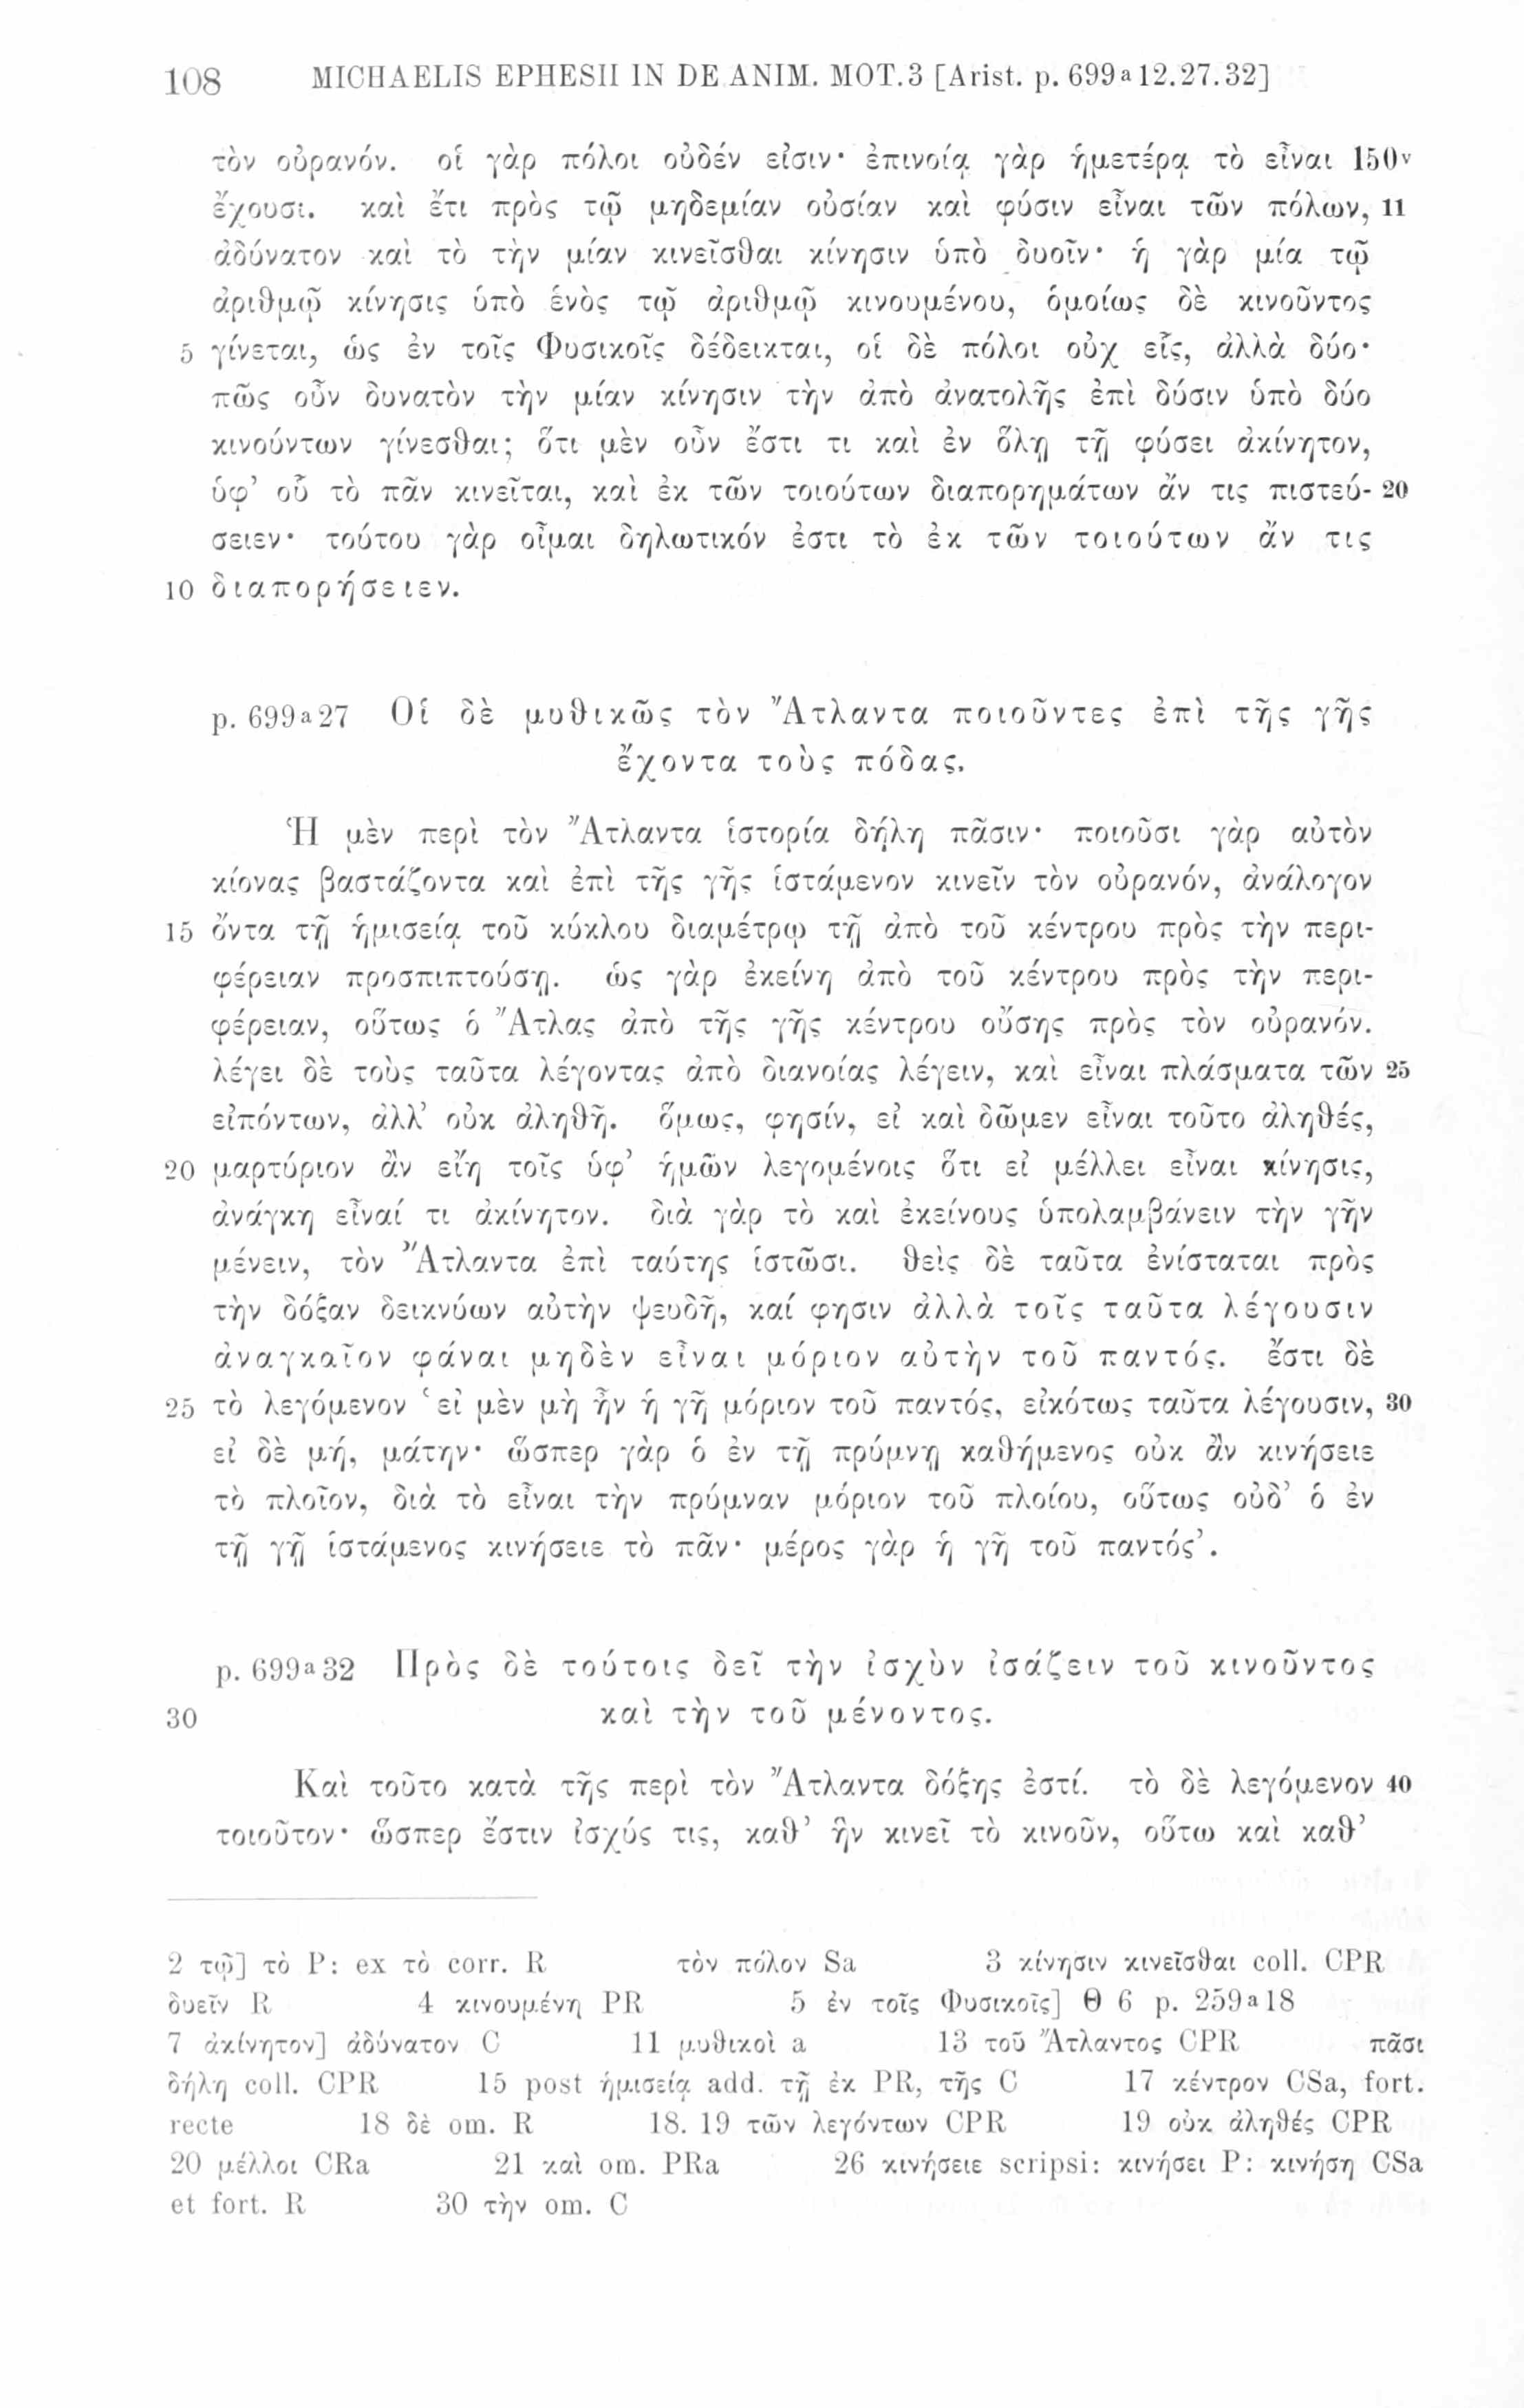 108 MICHAELIS EPHESII IN DE ANIM. MOT. 3 [Arist. p. 699a12.27.32]
τὸν οὐρανόν. οἱ γὰρ πόλοι οὐδέν εἰσιν· ἐπινοίᾳ γὰρ ἡμετέρᾳ τὸ εἶναι 150v
ἔχουσι. καὶ ἔτι πρὸς τῷ μηδεμίαν οὐσίαν καὶ φύσιν εἶναι τῶν πόλων, 11
ἀδύνατον καὶ τὸ τὴν μίαν κινεῖσθαι κίνησιν ὑπὸ δυοῖν· ἡ γὰρ μία τῷ
ἀριθμῷ κίνησις ὑπὸ ἑνὸς τῷ ἀριθμῷ κινουμένου, ὁμοίως δὲ κινοῦντος
5 γίνεται, ὡς ἐν τοῖς Φυσικοῖς δέδεικται, οἱ δὲ πόλοι οὐχ εἷς, ἀλλὰ δύο·
πῶς οὖν δυνατὸν τὴν μίαν κίνησιν τὴν ἀπὸ ἀνατολῆς ἐπὶ δύσιν ὑπὸ δύο
κινούντων γίνεσθαι; ὅτι μὲν οὖν ἔστι τι καὶ ἐν ὅλῃ τῇ φύσει ἀκίνητον,
ὑφ' οὗ τὸ πᾶν κινεῖται, καὶ ἐκ τῶν τοιούτων διαπορημάτων ἄν τις πιστεύ- 20
σειεν· τούτου γὰρ οἶμαι δηλωτικόν ἐστι τὸ ἐκ τῶν τοιούτων ἄν τις
10 διαπορήσειεν.
p. 699a27 Οἱ δὲ μυθικῶς τὸν Ἄτλαντα ποιοῦντες ἐπὶ τῆς γῆς
ἔχοντα τοὺς πόδας.
Ἡ μὲν περὶ τὸν Ἄτλαντα ἱστορία δήλη πᾶσιν· ποιοῦσι γὰρ αὐτὸν
κίονας βαστάζοντα καὶ ἐπὶ τῆς γῆς ἱστάμενον κινεῖν τὸν οὐρανόν, ἀνάλογον
15 ὄντα τῇ ἡμισείᾳ τοῦ κύκλου διαμέτρῳ τῇ ἀπὸ τοῦ κέντρου πρὸς τὴν περι-
φέρειαν προσπιπτούσῃ. ὡς γὰρ ἐκείνη ἀπὸ τοῦ κέντρου πρὸς τὴν περι-
φέρειαν, οὕτως ὁ Ἄτλας ἀπὸ τῆς γῆς κέντρου οὔσης πρὸς τὸν οὐρανόν.
λέγει δὲ τοὺς ταῦτα λέγοντας ἀπὸ διανοίας λέγειν, καὶ εἶναι πλάσματα τῶν 25
εἰπόντων, ἀλλ' οὐκ ἀληθῆ. ὅμως, φησίν, εἰ καὶ δῶμεν εἶναι τοῦτο ἀληθές,
20 μαρτύριον ἂν εἴη τοῖς ὑφ' ἡμῶν λεγομένοις ὅτι εἰ μέλλει εἶναι κίνησις,
ἀνάγκη εἶναί τι ἀκίνητον. διὰ γὰρ τὸ καὶ ἐκείνους ὑπολαμβάνειν τὴν γῆν
μένειν, τὸν Ἄτλαντα ἐπὶ ταύτης ἱστῶσι. θεὶς δὲ ταῦτα ἐνίσταται πρὸς
τὴν δόξαν δεικνύων αὐτὴν ψευδῆ, καί φησιν ἀλλὰ τοῖς ταῦτα λέγουσιν
ἀναγκαῖον φάναι μηδὲν εἶναι μόριον αὐτὴν τοῦ παντός. ἔστι δὲ
25 τὸ λεγόμενον ʽεἰ μὲν μὴ ἦν ἡ γῆ μόριον τοῦ παντός, εἰκότως ταῦτα λέγουσιν, 30
εἰ δὲ μή, μάτην· ὥσπερ γὰρ ὁ ἐν τῇ πρύμνῃ καθήμενος οὐκ ἂν κινήσειε
τὸ πλοῖον, διὰ τὸ εἶναι τὴν πρύμναν μόριον τοῦ πλοίου, οὕτως οὐδ' ὁ ἐν
τῇ γῇ ἱστάμενος κινήσειε τὸ πᾶν· μέρος γὰρ ἡ γῆ τοῦ παντός'.
p. 699a32 Πρὸς δὲ τούτοις δεῖ τὴν ἰσχὺν ἰσάζειν τοῦ κινοῦντος
30 καὶ τὴν τοῦ μένοντος.
Καὶ τοῦτο κατὰ τῆς περὶ τὸν Ἄτλαντα δόξης ἐστί. τὸ δὲ λεγόμενον 40
τοιοῦτον· ὥσπερ ἔστιν ἰσχύς τις, καθ' ἣν κινεῖ τὸ κινοῦν, οὕτω καὶ καθ'
2 τῷ] τὸ P: ex τὸ corr. R τὸν πόλον Sa 3 κίνησιν κινεῖσθαι coll. CPR
δυεῖν R 4 κινουμένη PR 5 ἐν τοῖς Φυσικοῖς] Θ 6 p. 259a18
7 ἀκίνητον] ἀδύνατον C 11 μυθικοὶ a 13 τοῦ Ἄτλαντος CPR πᾶσι
δήλη coll. CPR 15 post ἡμισείᾳ add. τῇ ἐκ PR, τῆς C 17 κέντρον CSa, fort.
recte 18 δὲ om. R 18. 19 τῶν λεγόντων CPR 19 οὐκ ἀληθές CPR
20 μέλλοι CRa 21 καὶ om. PRa 26 κινήσειε scripsi: κινήσει P: κινήσῃ CSa
et fort. R 30 τὴν om. C